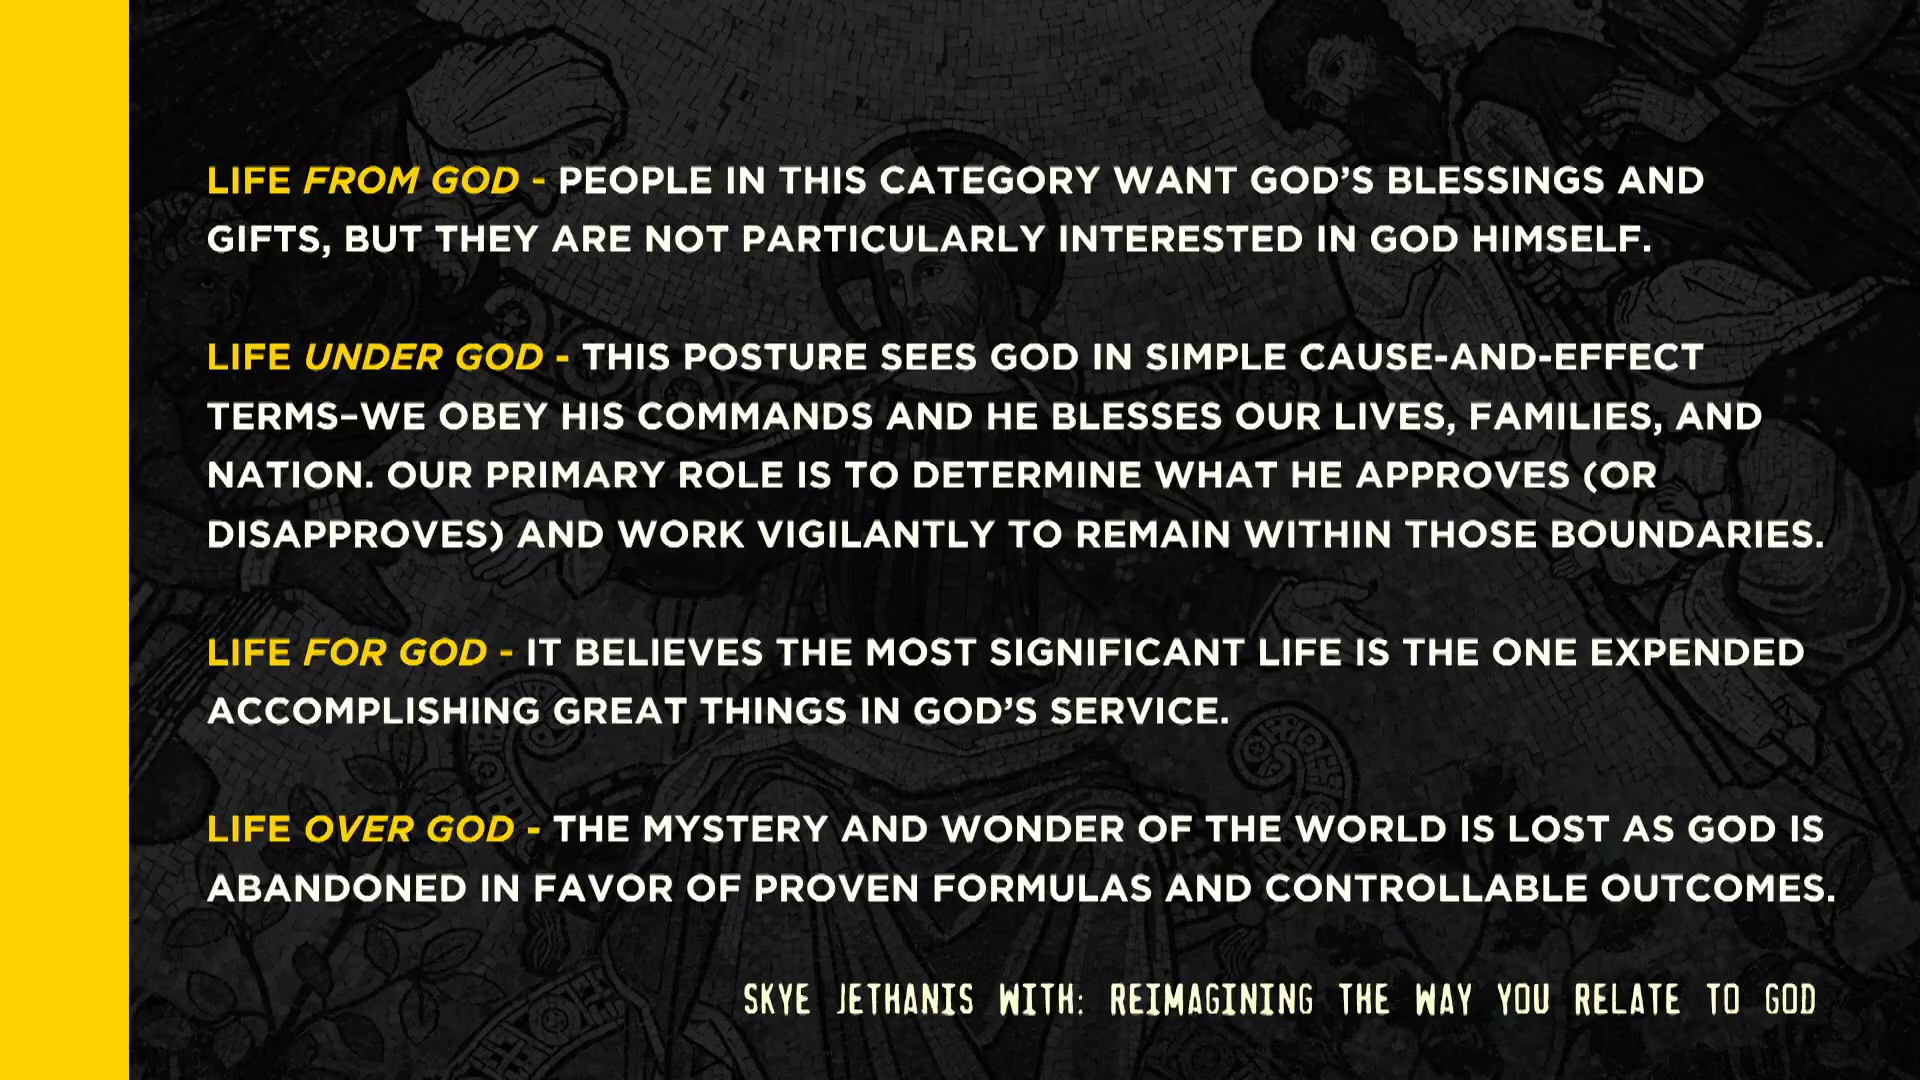 LIFE FROM GOD - PEOPLE IN THIS CATEGORY WANT GOD’S BLESSINGS AND
GIFTS, BUT THEY ARE NOT PARTICULARLY INTERESTED IN GOD HIMSELF.
LIFE UNDER GOD - THIS POSTURE SEES GOD IN SIMPLE CAUSE-AND-EFFECT
TERMS–WE OBEY HIS COMMANDS AND HE BLESSES OUR LIVES, FAMILIES, AND
NATION. OUR PRIMARY ROLE IS TO DETERMINE WHAT HE APPROVES (OR
DISAPPROVES) AND WORK VIGILANTLY TO REMAIN WITHIN THOSE BOUNDARIES.
LIFE FOR GOD - IT BELIEVES THE MOST SIGNIFICANT LIFE IS THE ONE EXPENDED
ACCOMPLISHING GREAT THINGS IN GOD’S SERVICE.
LIFE OVER GOD - THE MYSTERY AND WONDER OF THE WORLD IS LOST AS GOD IS
ABANDONED IN FAVOR OF PROVEN FORMULAS AND CONTROLLABLE OUTCOMES.
SKYE JETHANIS WITH: REIMAGINING THE WAY YOU RELATE TO GOD